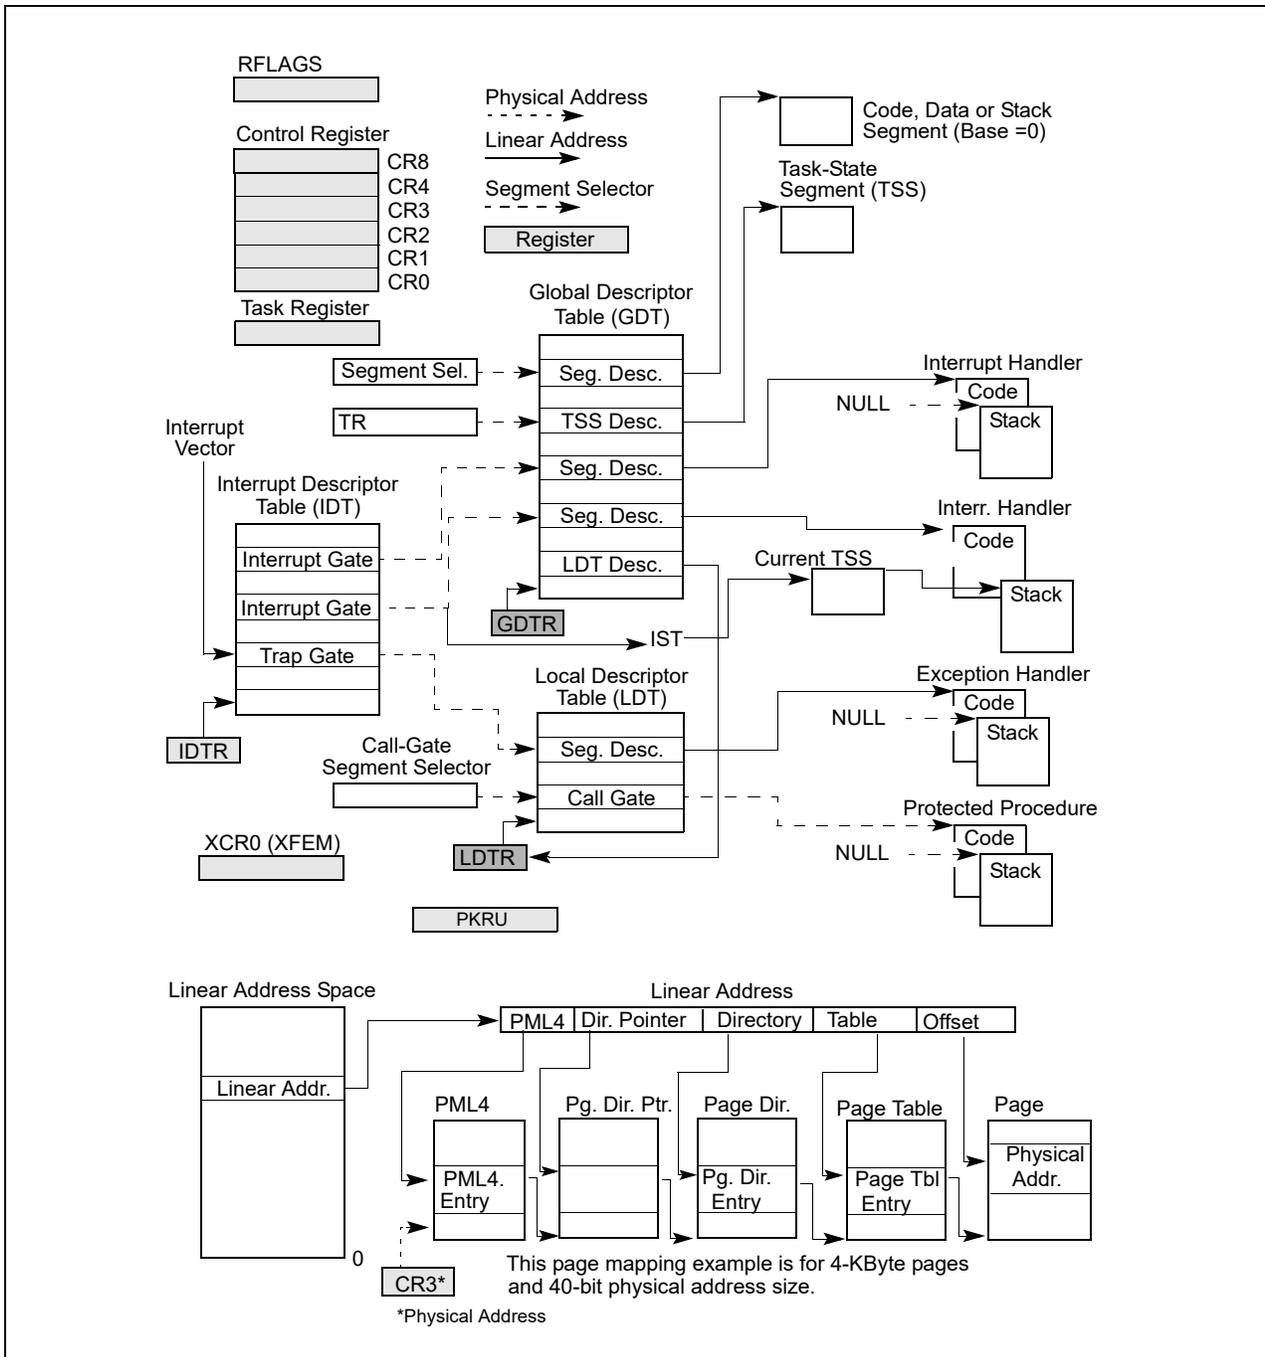 RFLAGS
Control Register
CR8
CR4
CR3
CR2
CR1
CR0
Task Register
Physical Address
Linear Address
Segment Selector
Register
Code, Data or Stack
Segment (Base =0)
Task-State
Segment (TSS)
Global Descriptor
Table (GDT)
Segment Sel.
Seg. Desc.
TR
TSS Desc.
Seg. Desc.
Seg. Desc.
LDT Desc.
GDTR
Interrupt Handler
Code
NULL
Stack
Interrupt
Vector
Interrupt Descriptor
Table (IDT)
Interrupt Gate
Interrupt Gate
Trap Gate
IDTR
Interr. Handler
Code
Current TSS
Stack
IST
Local Descriptor
Table (LDT)
Seg. Desc.
Call-Gate
Segment Selector
Call Gate
LDTR
Exception Handler
Code
NULL
Stack
Protected Procedure
Code
NULL
Stack
XCR0 (XFEM)
PKRU
Linear Address Space
Linear Addr.
0
Linear Address
PML4 Dir. Pointer Directory Table Offset
PML4
Pg. Dir. Ptr.
Page Dir.
Page Table
Page
PML4.
Entry
Pg. Dir.
Entry
Page Tbl
Entry
Physical
Addr.
CR3*
*Physical Address
This page mapping example is for 4-KByte pages
and 40-bit physical address size.